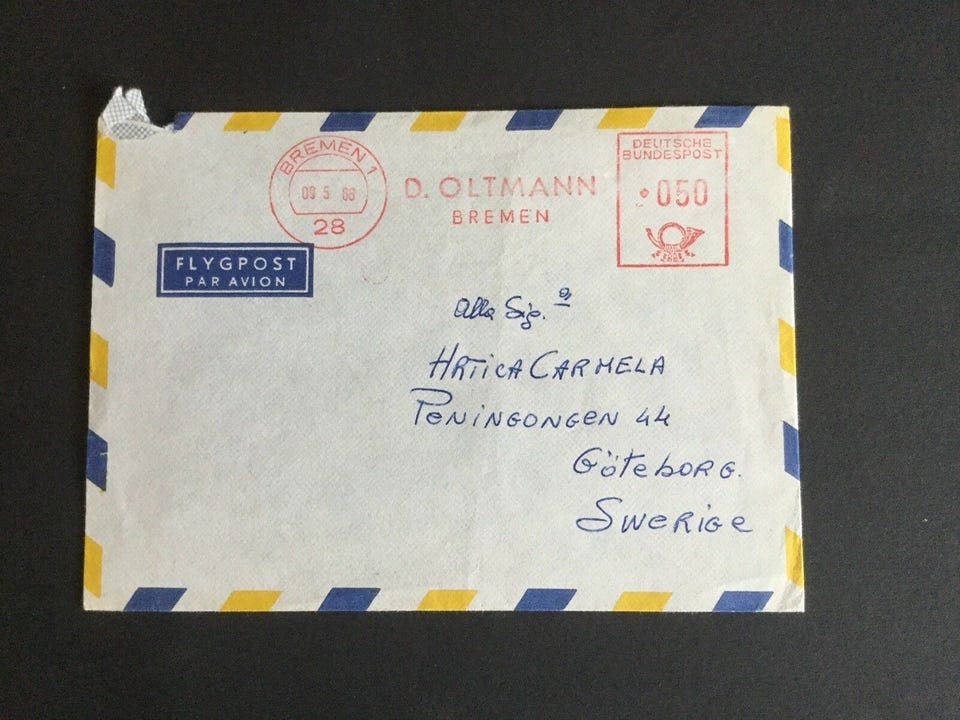 BREMEN 1
09 5 68
28
D. OLTMANN
BREMEN
DEUTSCHE
BUNDESPOST
050
FLYGPOST
PAR AVION
Alla Sig.ª
HRTICA CARMELA
PENINGONGEN 44
GÖTEBORG.
SWERIGE